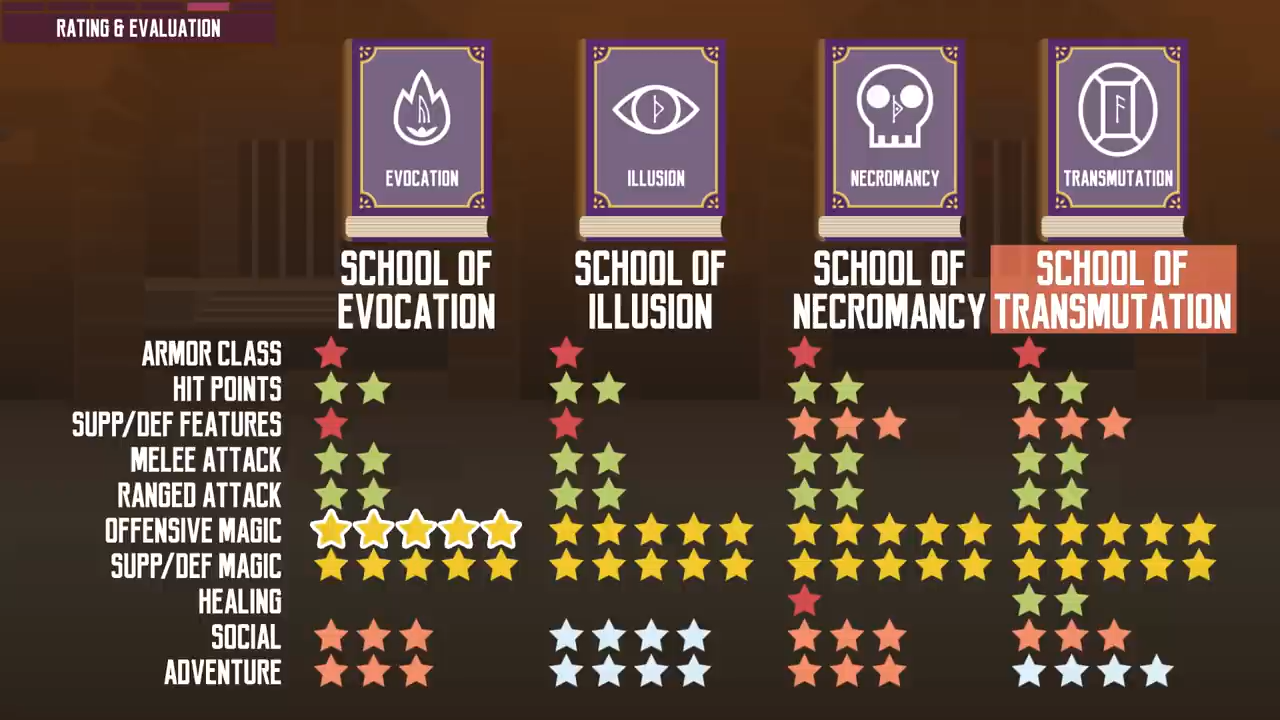 RATING & EVALUATION
EVOCATION
ILLUSION
NECROMANCY
TRANSMUTATION
SCHOOL OF
EVOCATION
SCHOOL OF
ILLUSION
SCHOOL OF
NECROMANCY
SCHOOL OF
TRANSMUTATION
ARMOR CLASS
HIT POINTS
SUPP/DEF FEATURES
MELEE ATTACK
RANGED ATTACK
OFFENSIVE MAGIC
SUPP/DEF MAGIC
HEALING
SOCIAL
ADVENTURE